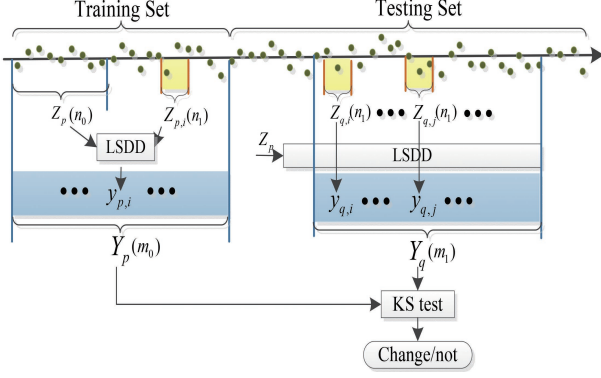 Training Set Testing Set
Z_p(n_0) Z_{p,i}(n_1) Z_{q,i}(n_1) ••• Z_{q,j}(n_1) •••
LSDD Z_p LSDD
••• y_{p,i} ••• y_{q,i} ••• y_{q,j} •••
Y_p(m_0) Y_q(m_1)
KS test
Change/not